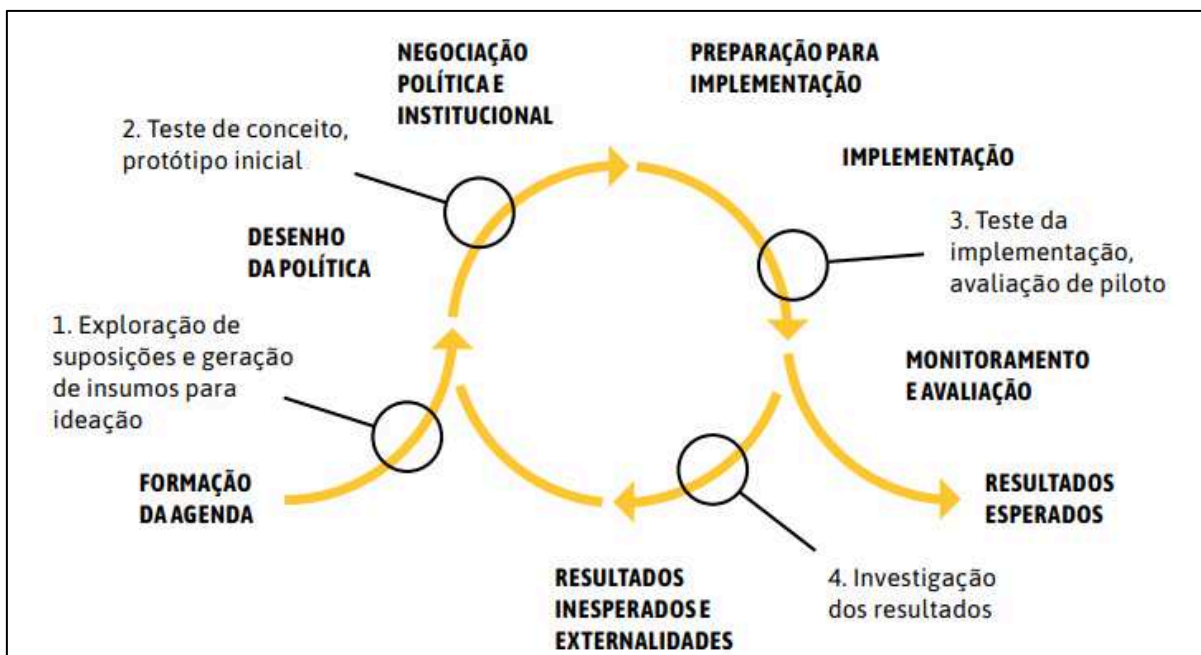 NEGOCIAÇÃO
POLÍTICA E
INSTITUCIONAL
PREPARAÇÃO PARA
IMPLEMENTAÇÃO
2. Teste de conceito,
protótipo inicial
IMPLEMENTAÇÃO
DESENHO
DA POLÍTICA
3. Teste da
implementação,
avaliação de piloto
1. Exploração de
suposições e geração
de insumos para
ideação
MONITORAMENTO
E AVALIAÇÃO
FORMAÇÃO
DA AGENDA
RESULTADOS
ESPERADOS
RESULTADOS
INESPERADOS E
EXTERNALIDADES
4. Investigação
dos resultados